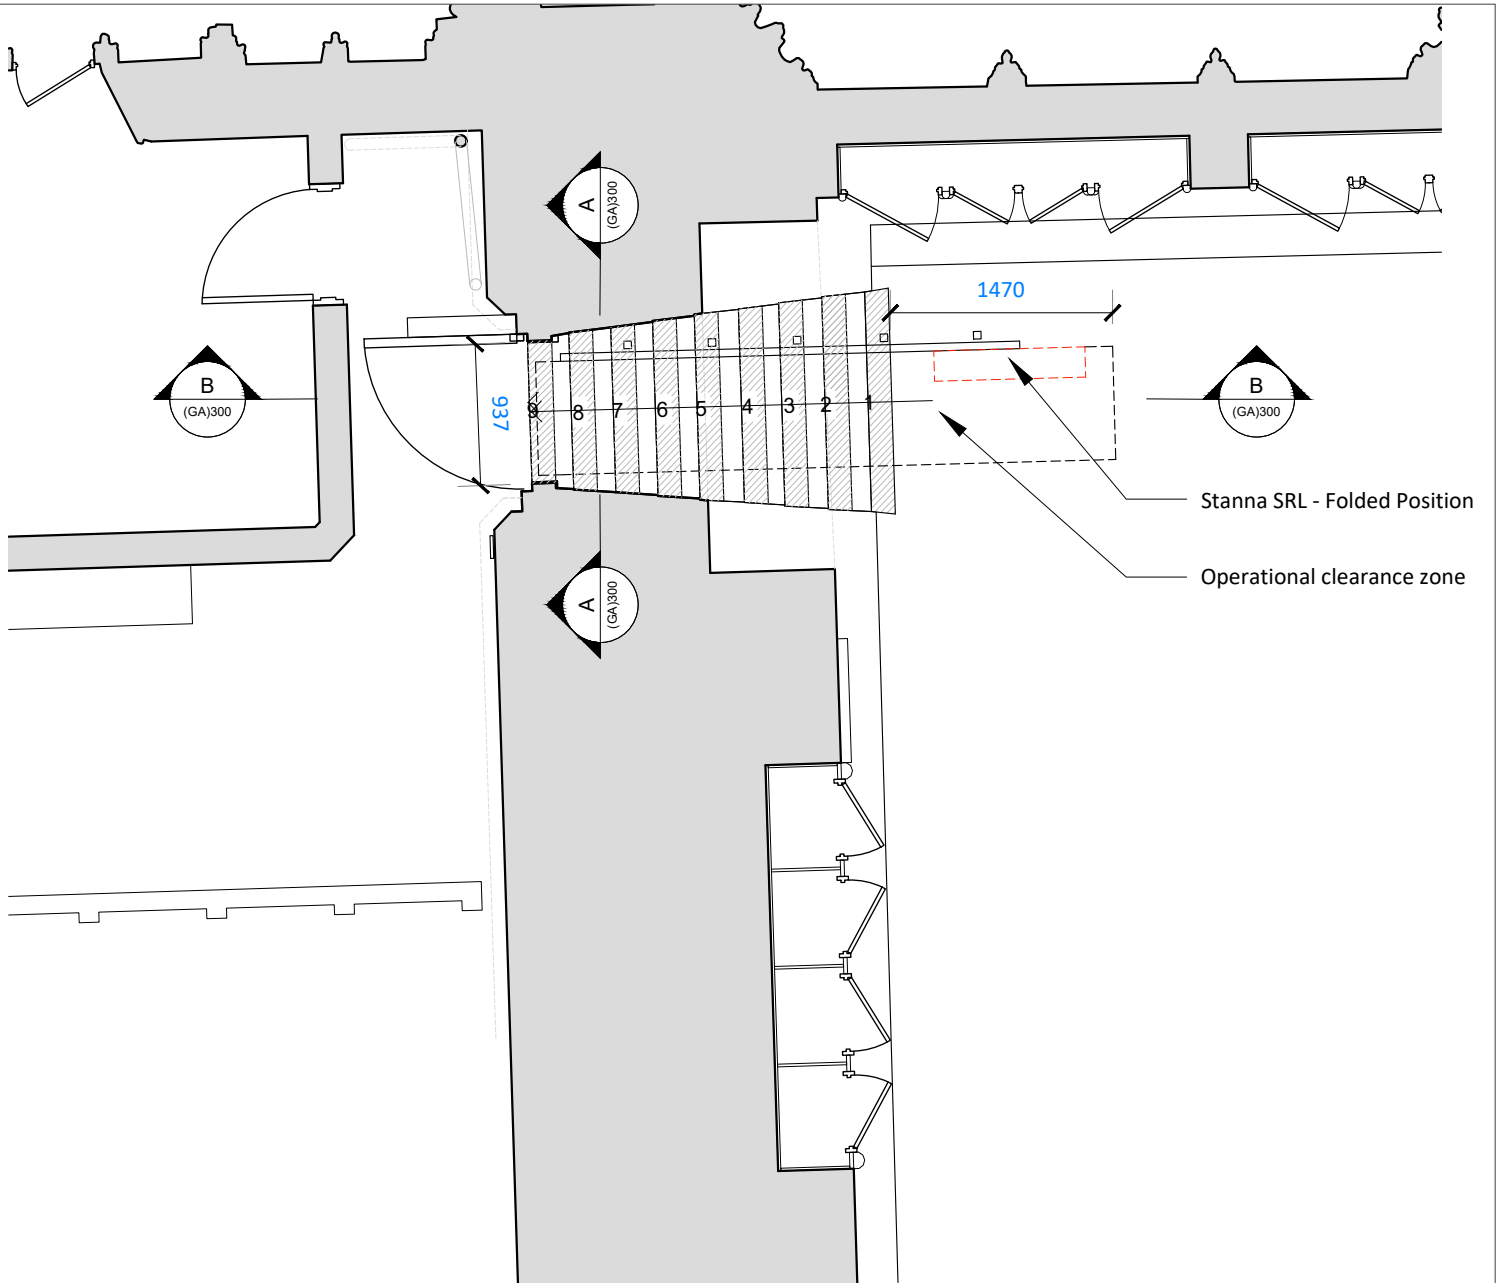 A
(GA)300
1470
B
(GA)300
937
9
8
7
6
5
4
3
2
1
B
(GA)300
Stanna SRL - Folded Position
Operational clearance zone
A
(GA)300